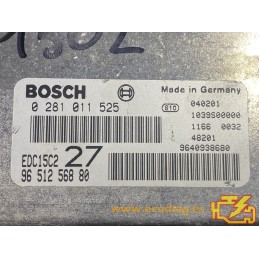 BOSCH
Made in Germany
0 281 011 525
810
040201
1039S00000
1166 0032
48201
9640938680
EDC15C2 27
96 512 568 80